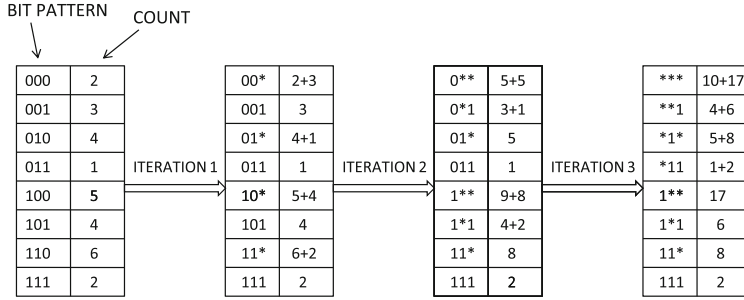 BIT PATTERN
COUNT
000 2 00* 2+3 0** 5+5 *** 10+17
001 3 001 3 0*1 3+1 **1 4+6
010 4 01* 4+1 01* 5 *1* 5+8
011 1 ITERATION 1 011 1 ITERATION 2 011 1 ITERATION 3 *11 1+2
100 5 10* 5+4 1** 9+8 1** 17
101 4 101 4 1*1 4+2 1*1 6
110 6 11* 6+2 11* 8 11* 8
111 2 111 2 111 2 111 2